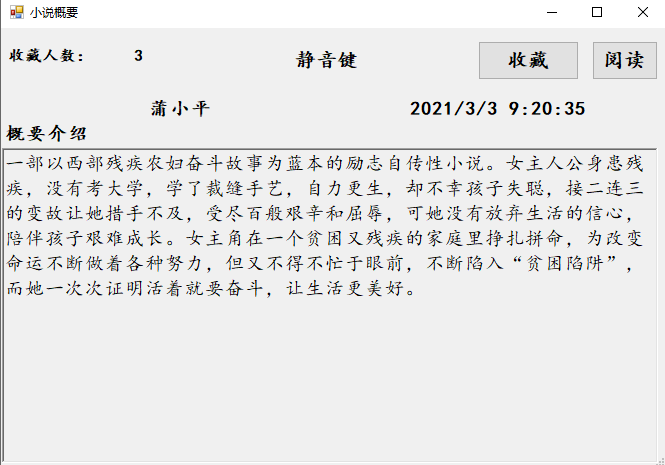 小说概要
收藏人数: 3 静音键 收藏 阅读
蒲小平 2021/3/3 9:20:35
概要介绍
一部以西部残疾农妇奋斗故事为蓝本的励志自传性小说。女主人公身患残
疾，没有考大学，学了裁缝手艺，自力更生，却不幸孩子失聪，接二连三
的变故让她措手不及，受尽百般艰辛和屈辱，可她没有放弃生活的信心，
陪伴孩子艰难成长。女主角在一个贫困又残疾的家庭里挣扎拼命，为改变
命运不断做着各种努力，但又不得不忙于眼前，不断陷入“贫困陷阱”，
而她一次次证明活着就要奋斗，让生活更美好。